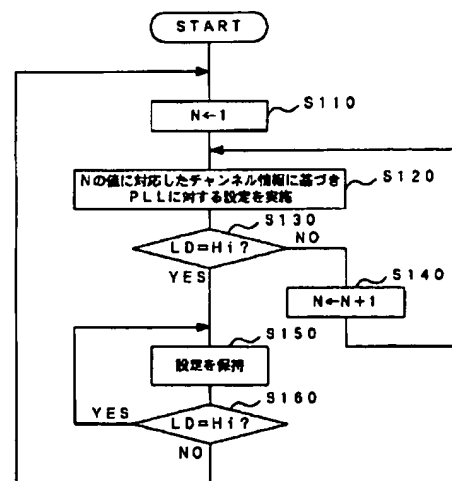 START
N←1
S110
Nの値に対応したチャンネル情報に基づき
PLLに対する設定を実施
S120
S130
LD=Hi?
NO
YES
S140
N←N+1
S150
設定を保持
S160
YES
LD=Hi?
NO